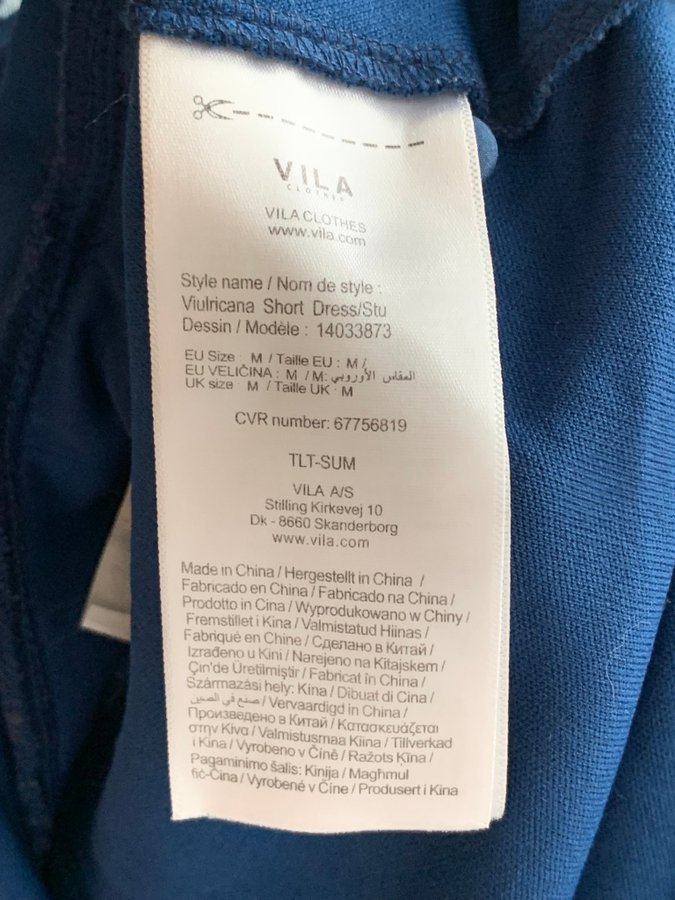 VILA
CLOTHES
VILA CLOTHES
www.vila.com
Style name / Nom de style :
Viulricana Short Dress/Stu
Dessin / Modèle : 14033873
EU Size : M / Taille EU : M /
EU VELIČINA : M / M: المقاس الأوروبي
UK size : M / Taille UK : M
CVR number: 67756819
TLT-SUM
VILA A/S
Stilling Kirkevej 10
Dk - 8660 Skanderborg
www.vila.com
Made in China / Hergestellt in China /
Fabricado en China / Fabricado na China /
Prodotto in Cina / Wyprodukowano w Chiny /
Fremstillet i Kina / Valmistatud Hiinas /
Fabriqué en Chine / Сделано в Китай /
Izrađeno u Kini / Narejeno na Kitajskem /
Çin'de Üretilmiştir / Fabricat în China /
Származási hely: Kína / Dibuat di Cina /
صنع في الصين / Vervaardigd in China /
Произведено в Китай / Κατασκευάζεται
στην Κίνα / Valmistusmaa Kiina / Tillverkad
i Kina / Vyrobeno v Číně / Ražots Ķīna /
Pagaminimo šalis: Kinija / Magħmul
fiċ-Ċina / Vyrobené v Číne / Produsert i Kina